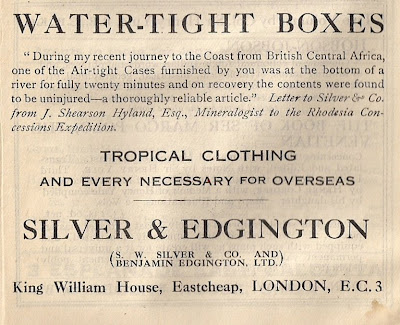 WATER-TIGHT BOXES
"During my recent journey to the Coast from British Central Africa,
one of the Air-tight Cases furnished by you was at the bottom of a
river for fully twenty minutes and on recovery the contents were found
to be uninjured—a thoroughly reliable article." Letter to Silver & Co.
from J. Shearson Hyland, Esq., Mineralogist to the Rhodesia Con-
cessions Expedition.
TROPICAL CLOTHING
AND EVERY NECESSARY FOR OVERSEAS
SILVER & EDGINGTON
(S. W. SILVER & CO. AND
BENJAMIN EDGINGTON, LTD.)
King William House, Eastcheap, LONDON, E.C. 3